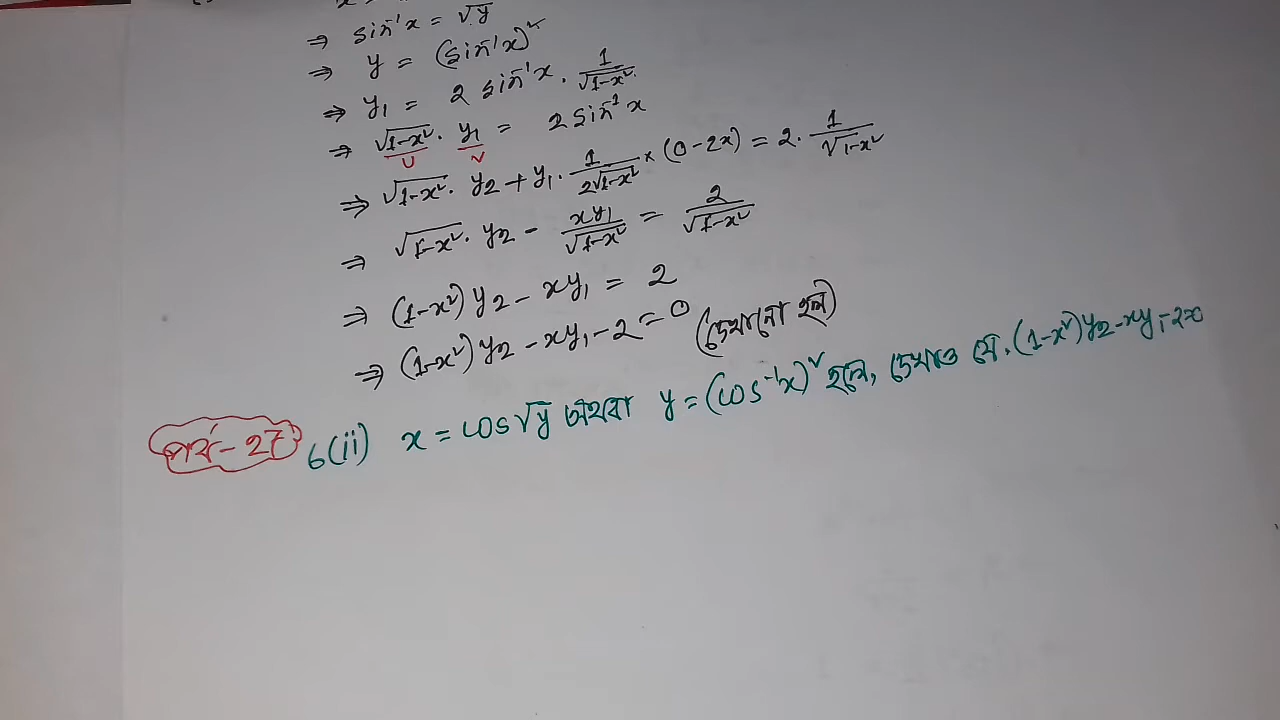 ⇒ sin⁻¹x = √y
⇒ y = (sin⁻¹x)²
⇒ y₁ = 2 sin⁻¹x · 1/√(1-x²)
⇒ √(1-x²) · y₁ = 2 sin⁻¹x
U V
⇒ √(1-x²) · y₂ + y₁ · 1/(2√(1-x²)) × (0-2x) = 2 · 1/√(1-x²)
⇒ √(1-x²) · y₂ - xy₁/√(1-x²) = 2/√(1-x²)
⇒ (1-x²) y₂ - xy₁ = 2
⇒ (1-x²) y₂ - xy₁ - 2 = 0 (দেখানো হল)
পর্ব-27 6(ii) x = cos√y অথবা y = (cos⁻¹x)² হলে, দেখাও যে, (1-x²)y₂-xy₁-2=0